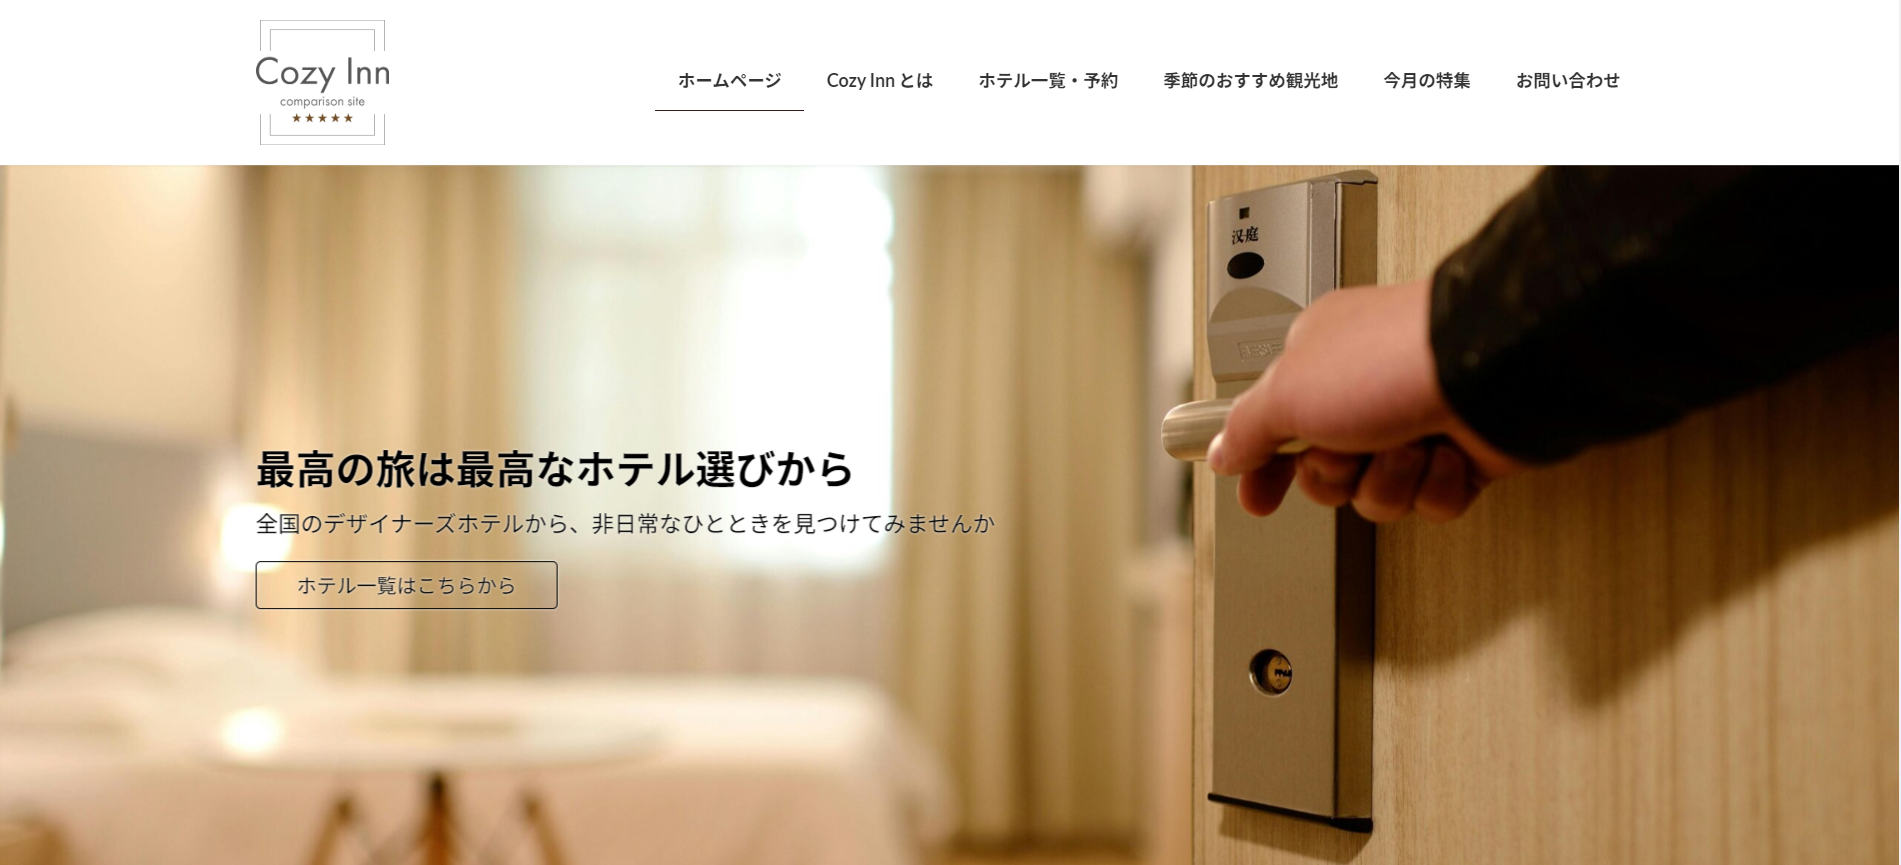 Cozy Inn
comparison site
★★★★★
ホームページ
Cozy Inn とは
ホテル一覧・予約
季節のおすすめ観光地
今月の特集
お問い合わせ
汉庭
最高の旅は最高なホテル選びから
全国のデザイナーズホテルから、非日常なひとときを見つけてみませんか
ホテル一覧はこちらから